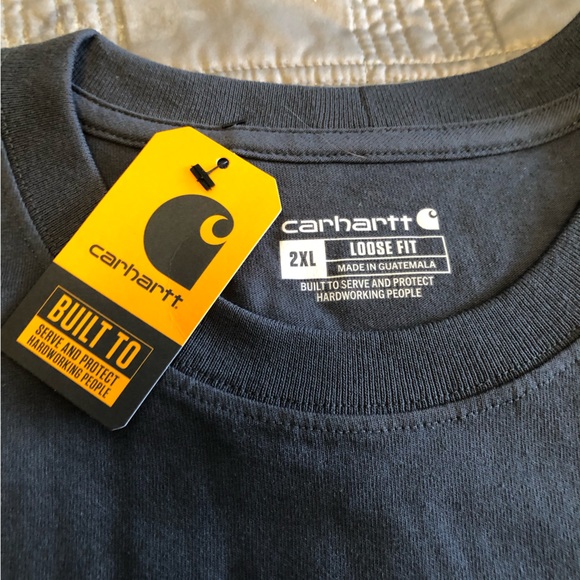 carhartt
BUILT TO
SERVE AND PROTECT
HARDWORKING PEOPLE
carhartt
2XL LOOSE FIT
MADE IN GUATEMALA
BUILT TO SERVE AND PROTECT
HARDWORKING PEOPLE